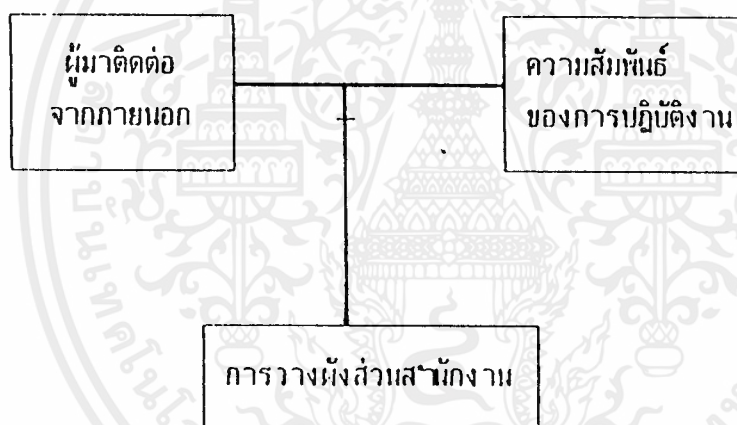 ผู้มาติดต่อ
จากภายนอก
ความสัมพันธ์
ของการปฏิบัติงาน
การวางผังส่วนสำนักงาน